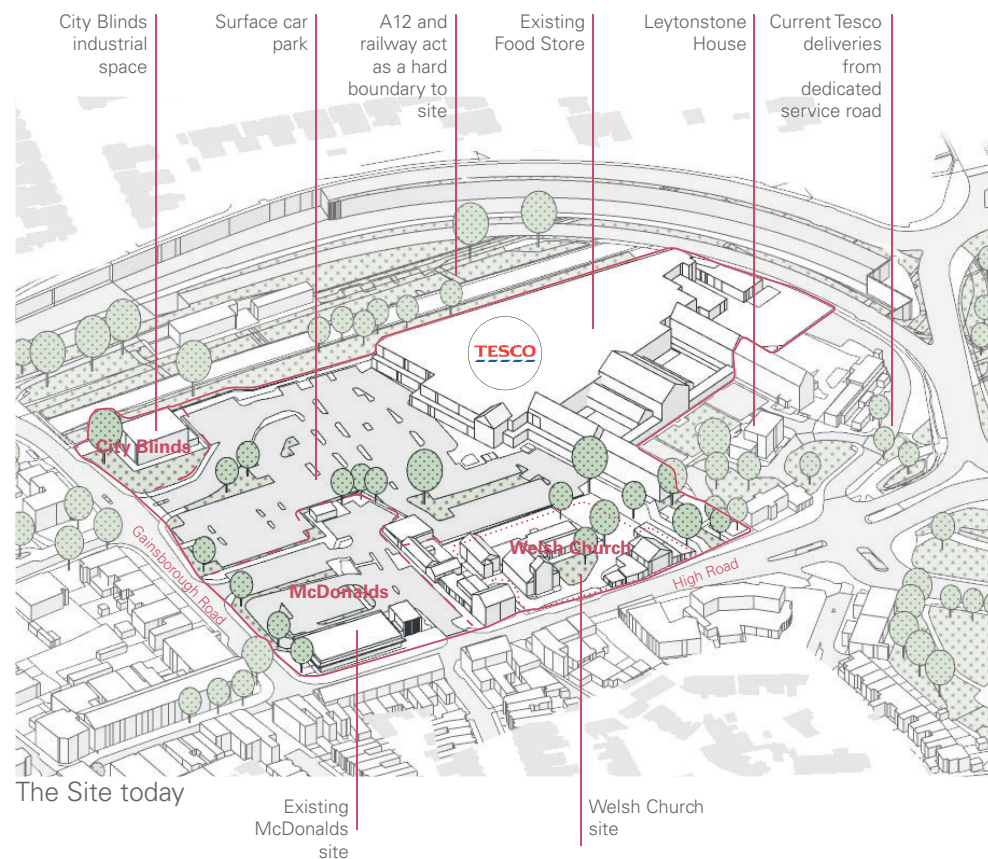 City Blinds
industrial
space
Surface car
park
A12 and
railway act
as a hard
boundary to
site
Existing
Food Store
Leytonstone
House
Current Tesco
deliveries
from
dedicated
service road
TESCO
City Blinds
Welsh Church
McDonalds
Gainsborough Road
High Road
The Site today
Existing
McDonalds
site
Welsh Church
site